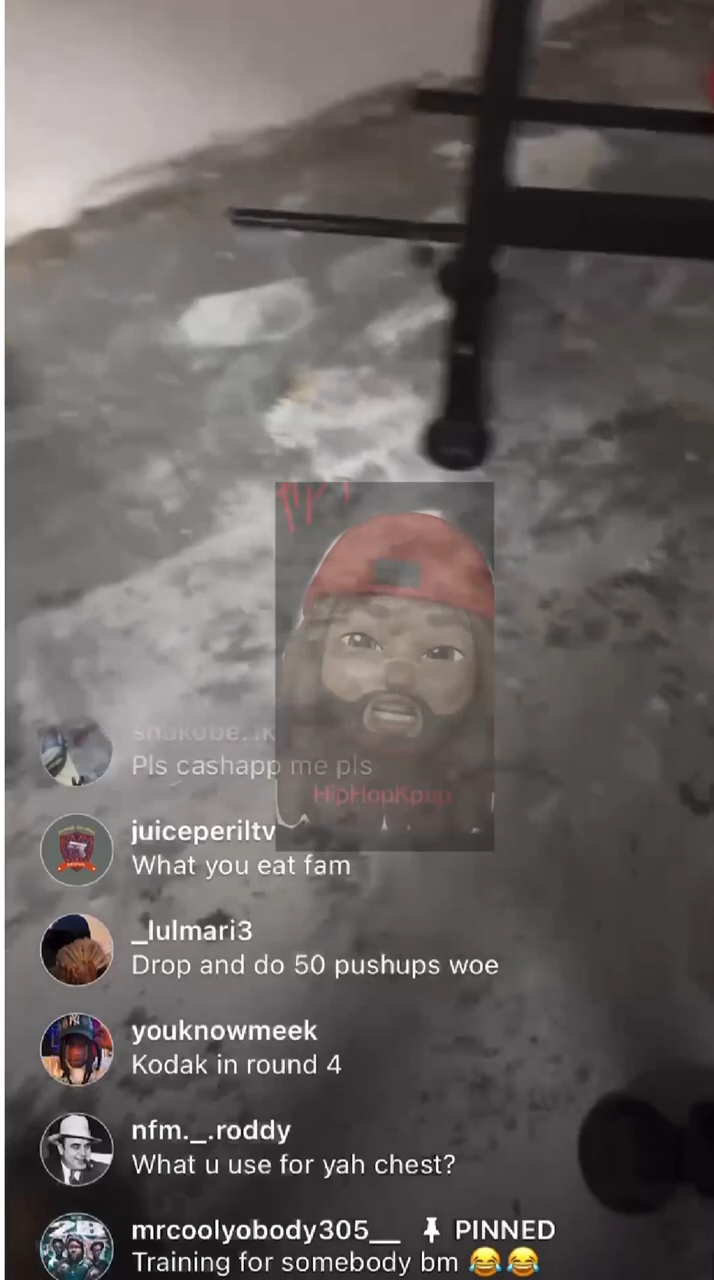 Pls cashapp me pls
HipHopKpup
juiceperiltv
What you eat fam
_lulmari3
Drop and do 50 pushups woe
youknowmeek
Kodak in round 4
nfm._.roddy
What u use for yah chest?
mrcoolyobody305__ PINNED
Training for somebody bm 😂😂